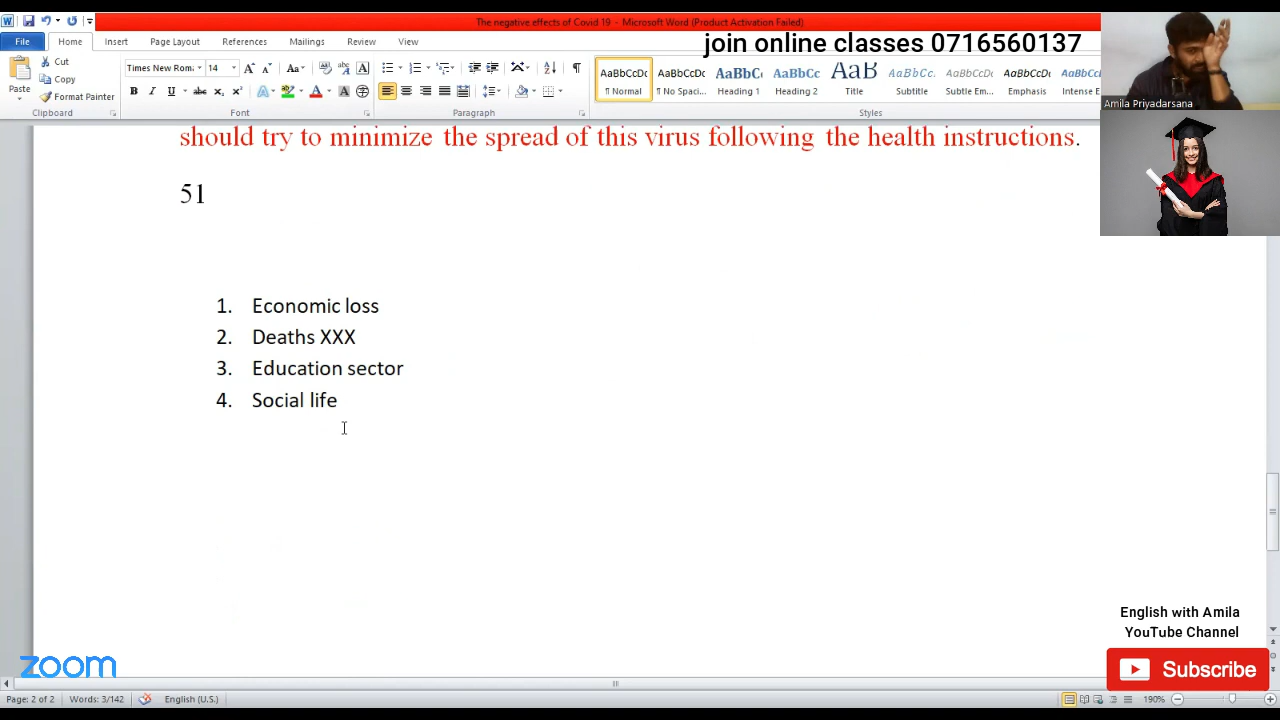 The negative effects of Covid 19 - Microsoft Word (Product Activation Failed)
join online classes 0716560137
File Home Insert Page Layout References Mailings Review View
Paste
Cut
Copy
Format Painter
Times New Rom 14
AaBbCcDc AaBbCcDc AaBbC AaBbCc AaB AaBbCc. AaBbCcDc AaBbCcDc AaBbCcDc
¶ Normal ¶ No Spaci... Heading 1 Heading 2 Title Subtitle Subtle Em... Emphasis Intense E
Clipboard Font Paragraph Styles
Amila Priyadarsana
should try to minimize the spread of this virus following the health instructions.
51
1. Economic loss
2. Deaths XXX
3. Education sector
4. Social life
English with Amila
YouTube Channel
Subscribe
zoom
Page: 2 of 2 Words: 3/142 English (U.S.) 190%